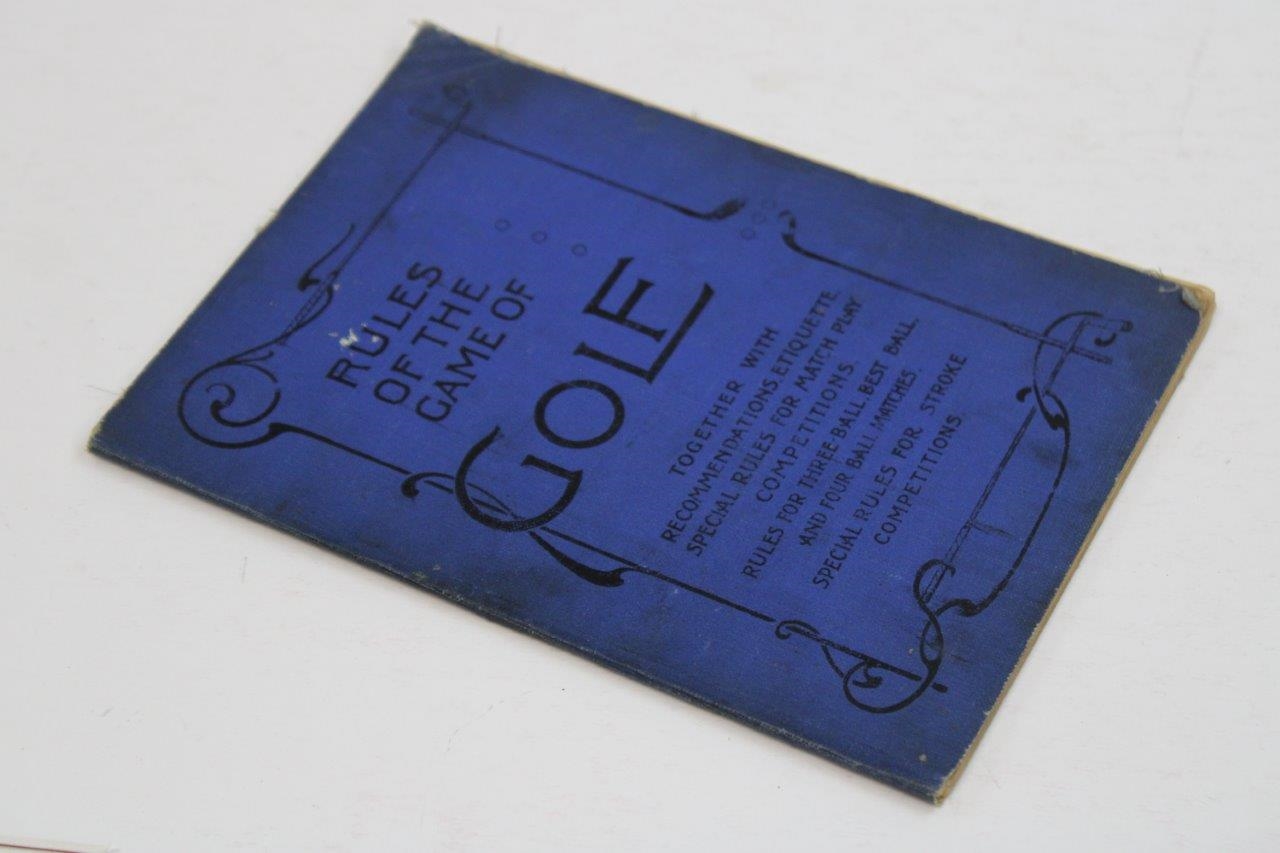 RULES
OF THE
GAME OF
GOLF
TOGETHER WITH
RECOMMENDATIONS, ETIQUETTE,
SPECIAL RULES FOR MATCH PLAY
COMPETITIONS.
RULES FOR THREE-BALL, BEST BALL,
AND FOUR BALL MATCHES.
SPECIAL RULES FOR STROKE
COMPETITIONS